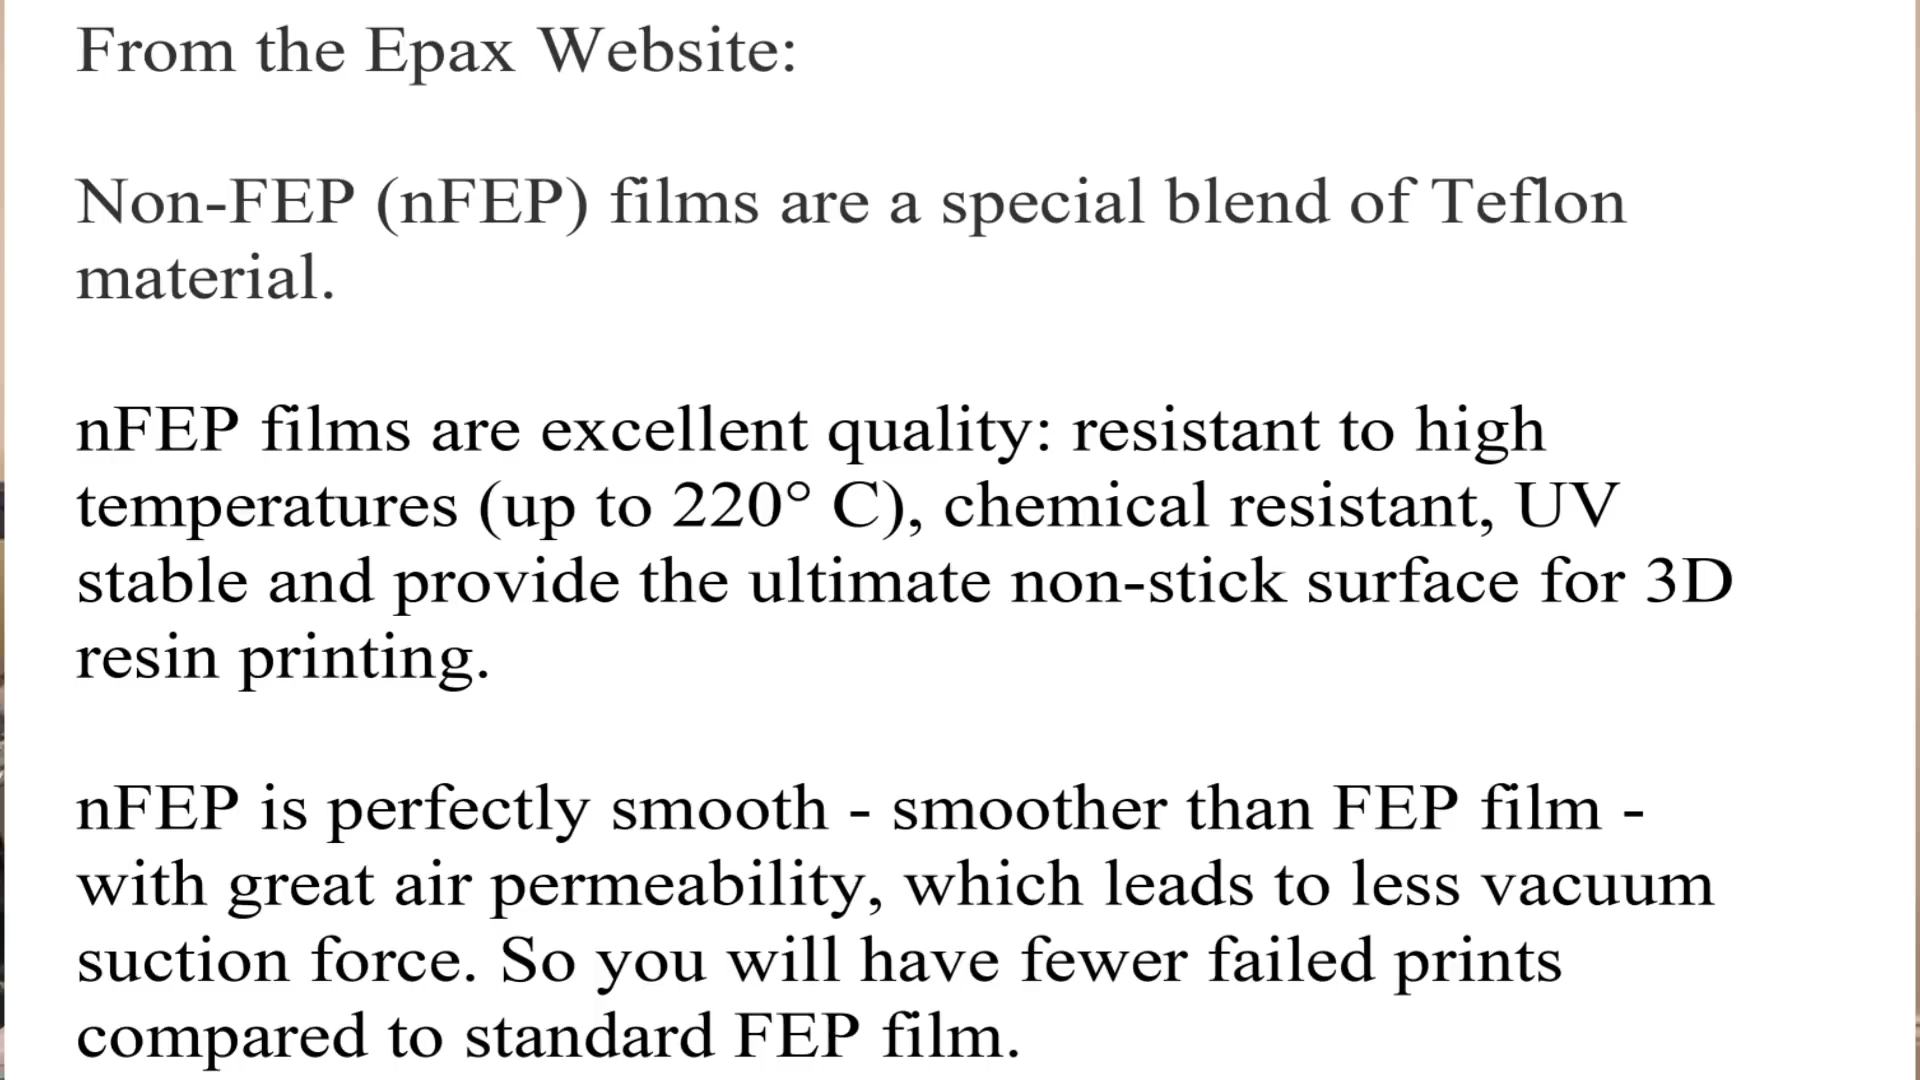 From the Epax Website:
Non-FEP (nFEP) films are a special blend of Teflon
material.
nFEP films are excellent quality: resistant to high
temperatures (up to 220° C), chemical resistant, UV
stable and provide the ultimate non-stick surface for 3D
resin printing.
nFEP is perfectly smooth - smoother than FEP film -
with great air permeability, which leads to less vacuum
suction force. So you will have fewer failed prints
compared to standard FEP film.